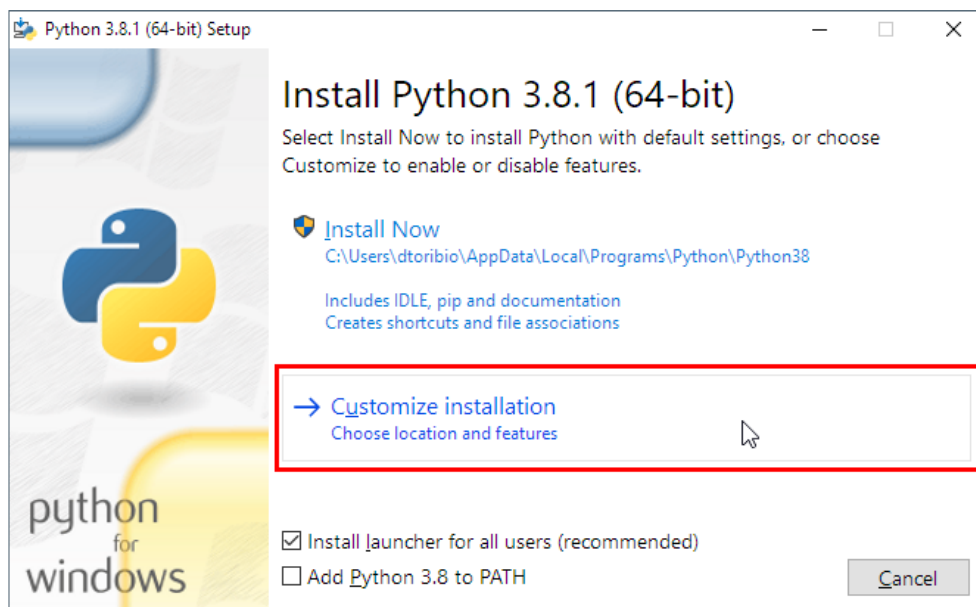 Python 3.8.1 (64-bit) Setup
Install Python 3.8.1 (64-bit)
Select Install Now to install Python with default settings, or choose
Customize to enable or disable features.
Install Now
C:\Users\dtoribio\AppData\Local\Programs\Python\Python38
Includes IDLE, pip and documentation
Creates shortcuts and file associations
Customize installation
Choose location and features
python
for
windows
Install launcher for all users (recommended)
Add Python 3.8 to PATH
Cancel